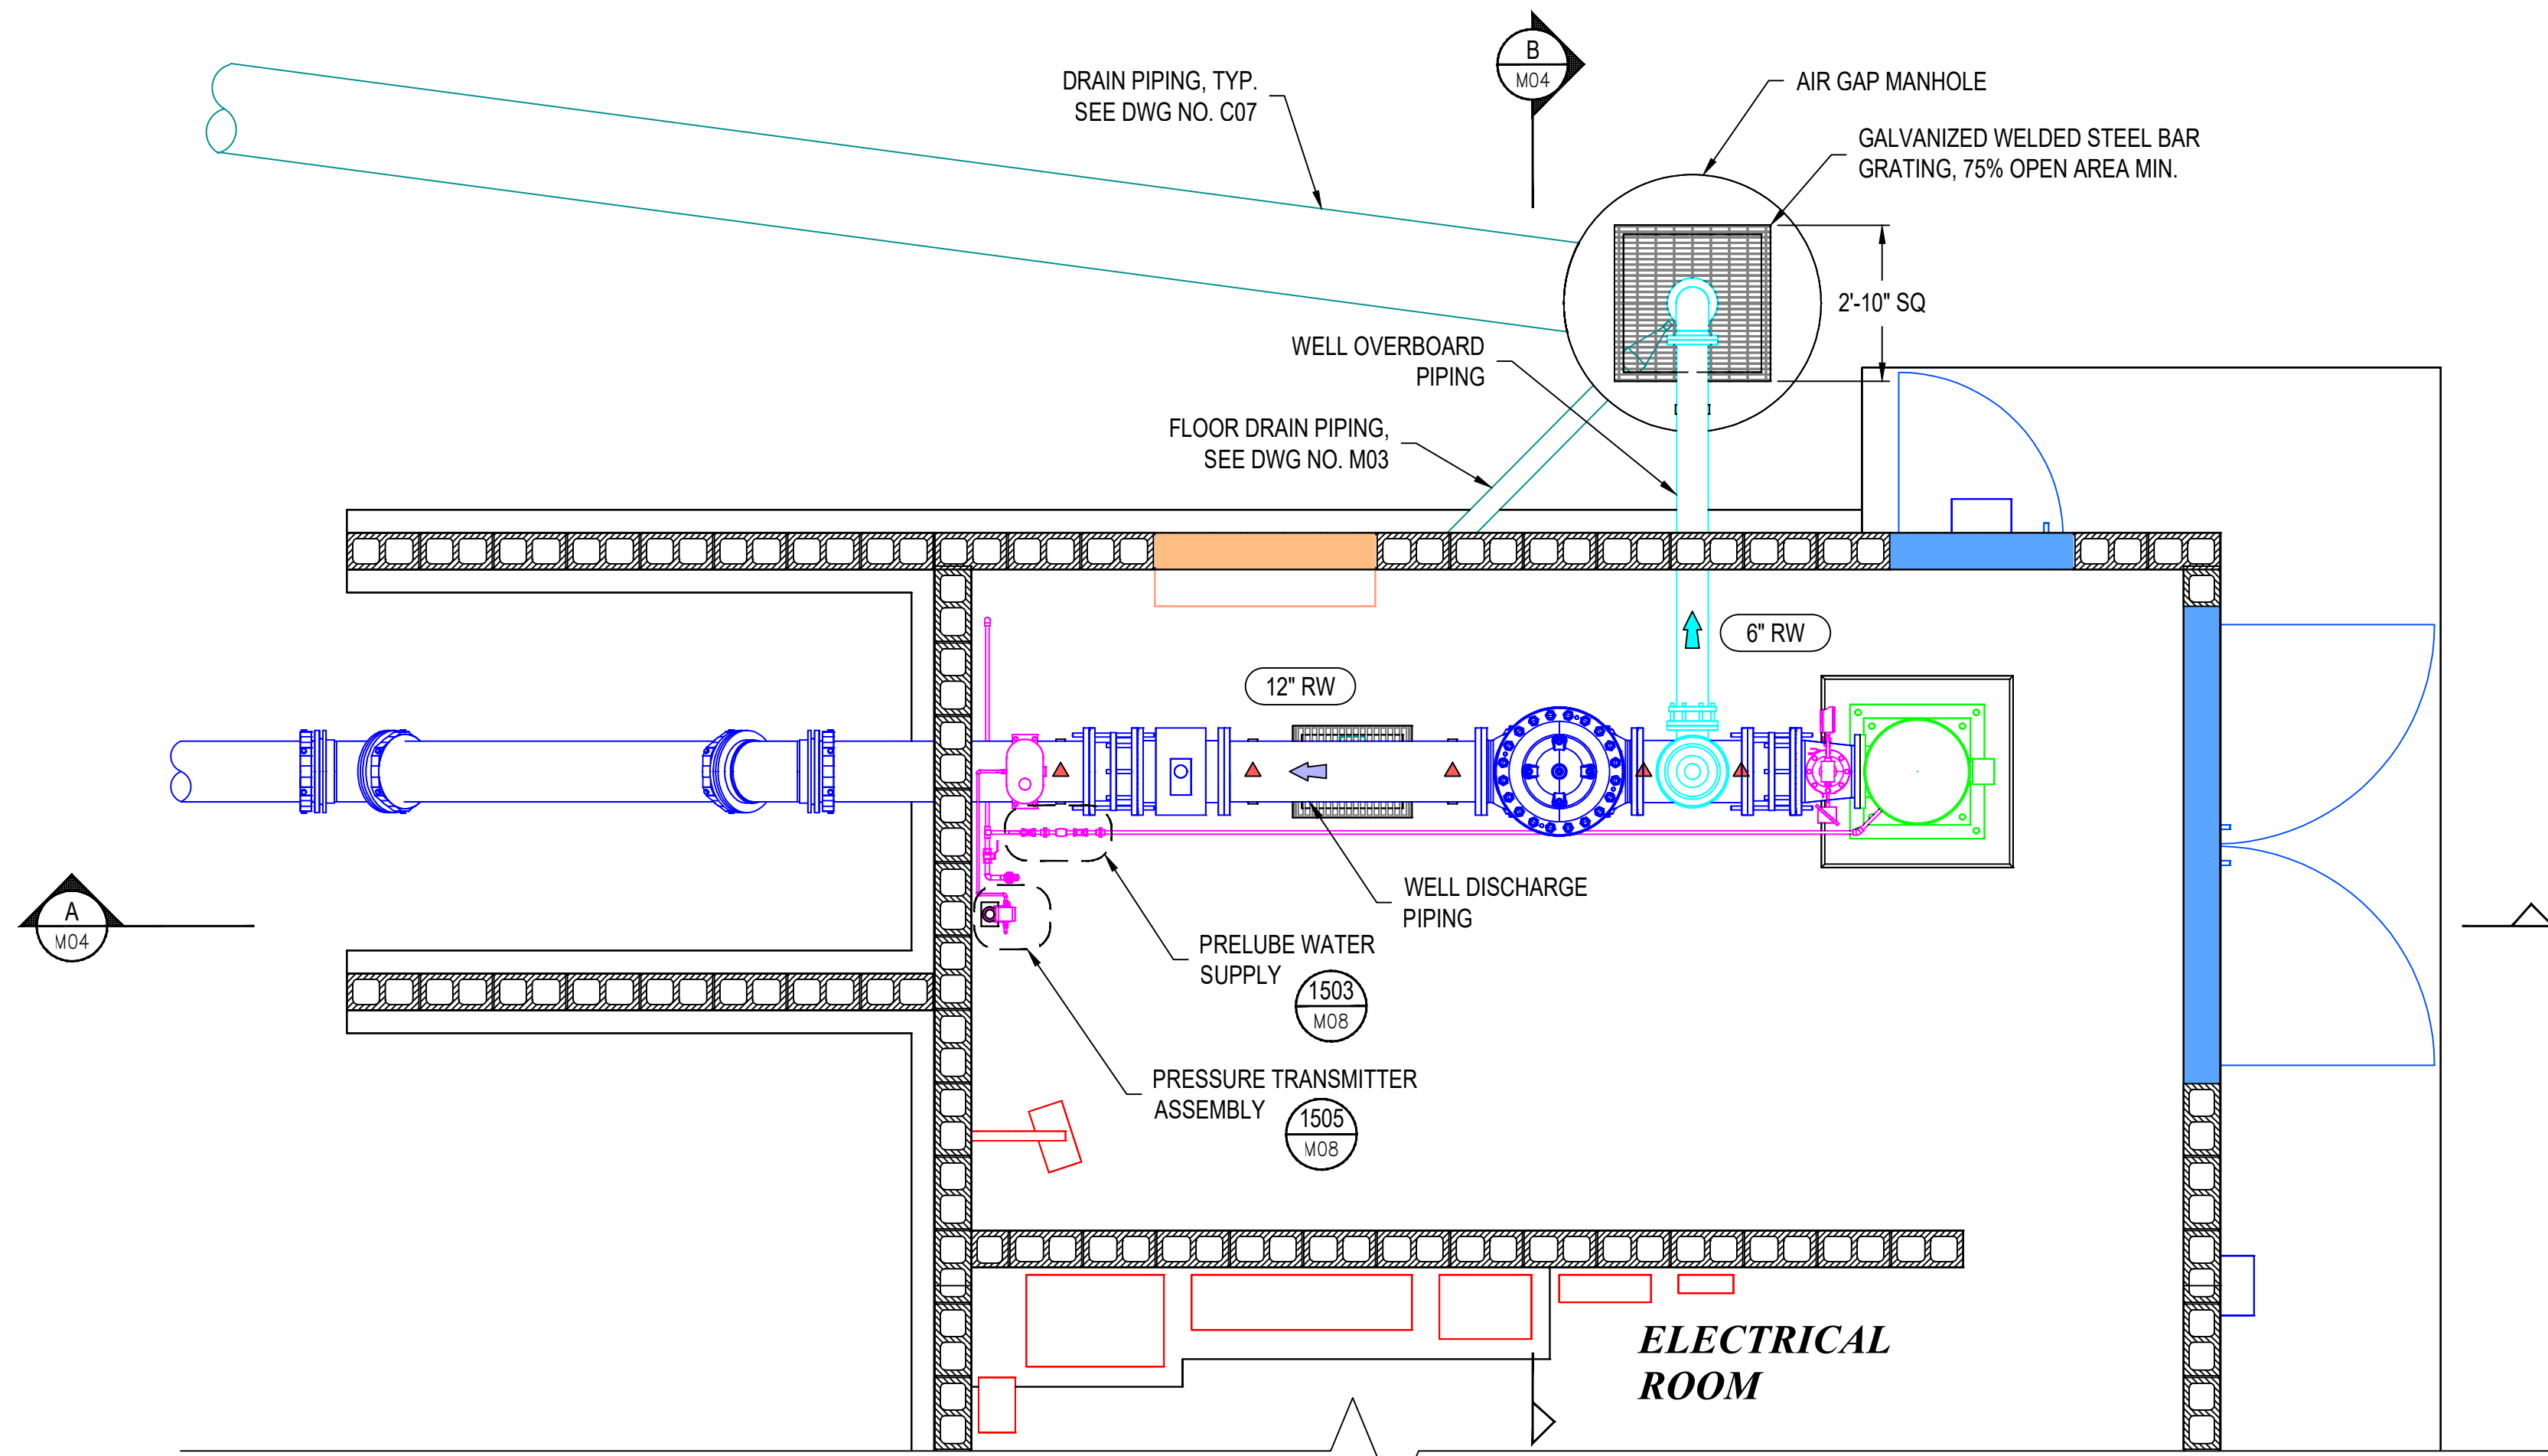 B
M04
DRAIN PIPING, TYP.
SEE DWG NO. C07
AIR GAP MANHOLE
GALVANIZED WELDED STEEL BAR
GRATING, 75% OPEN AREA MIN.
2'-10" SQ
WELL OVERBOARD
PIPING
FLOOR DRAIN PIPING,
SEE DWG NO. M03
6" RW
12" RW
WELL DISCHARGE
PIPING
A
M04
PRELUBE WATER
SUPPLY
1503
M08
PRESSURE TRANSMITTER
ASSEMBLY
1505
M08
ELECTRICAL
ROOM